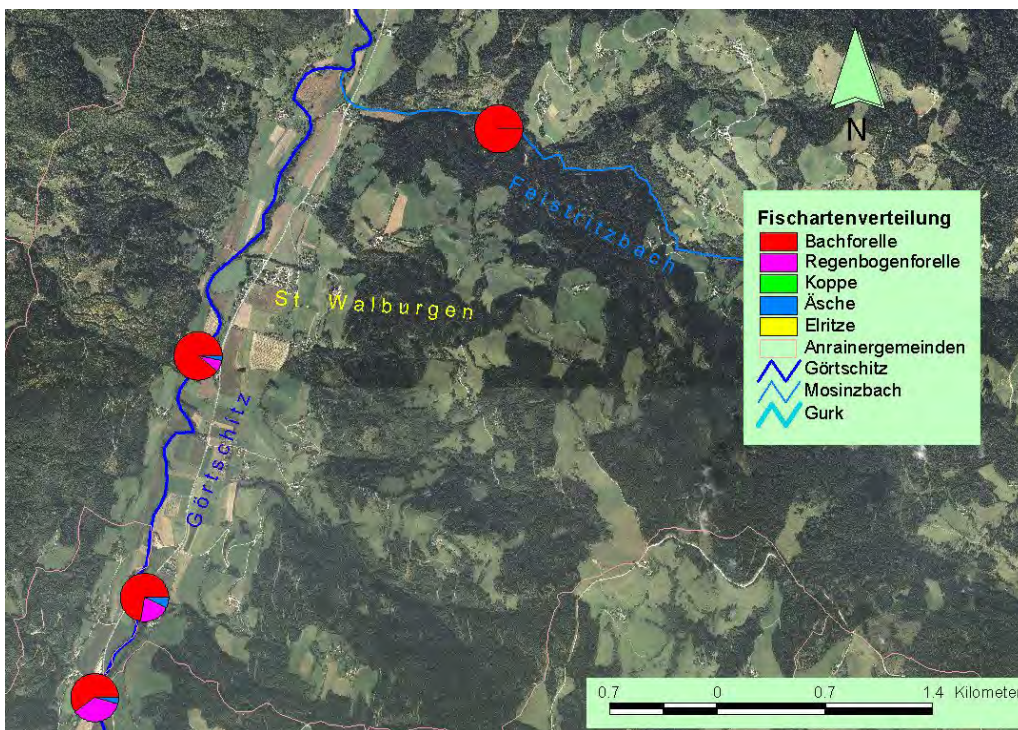 N
Feistritzbach
Fischartenverteilung
Bachforelle
Regenbogenforelle
Koppe
Äsche
Elritze
Anrainergemeinden
Görtschitz
Mosinzbach
Gurk
St. Walburgen
Görtschitz
0.7 0 0.7 1.4 Kilometer